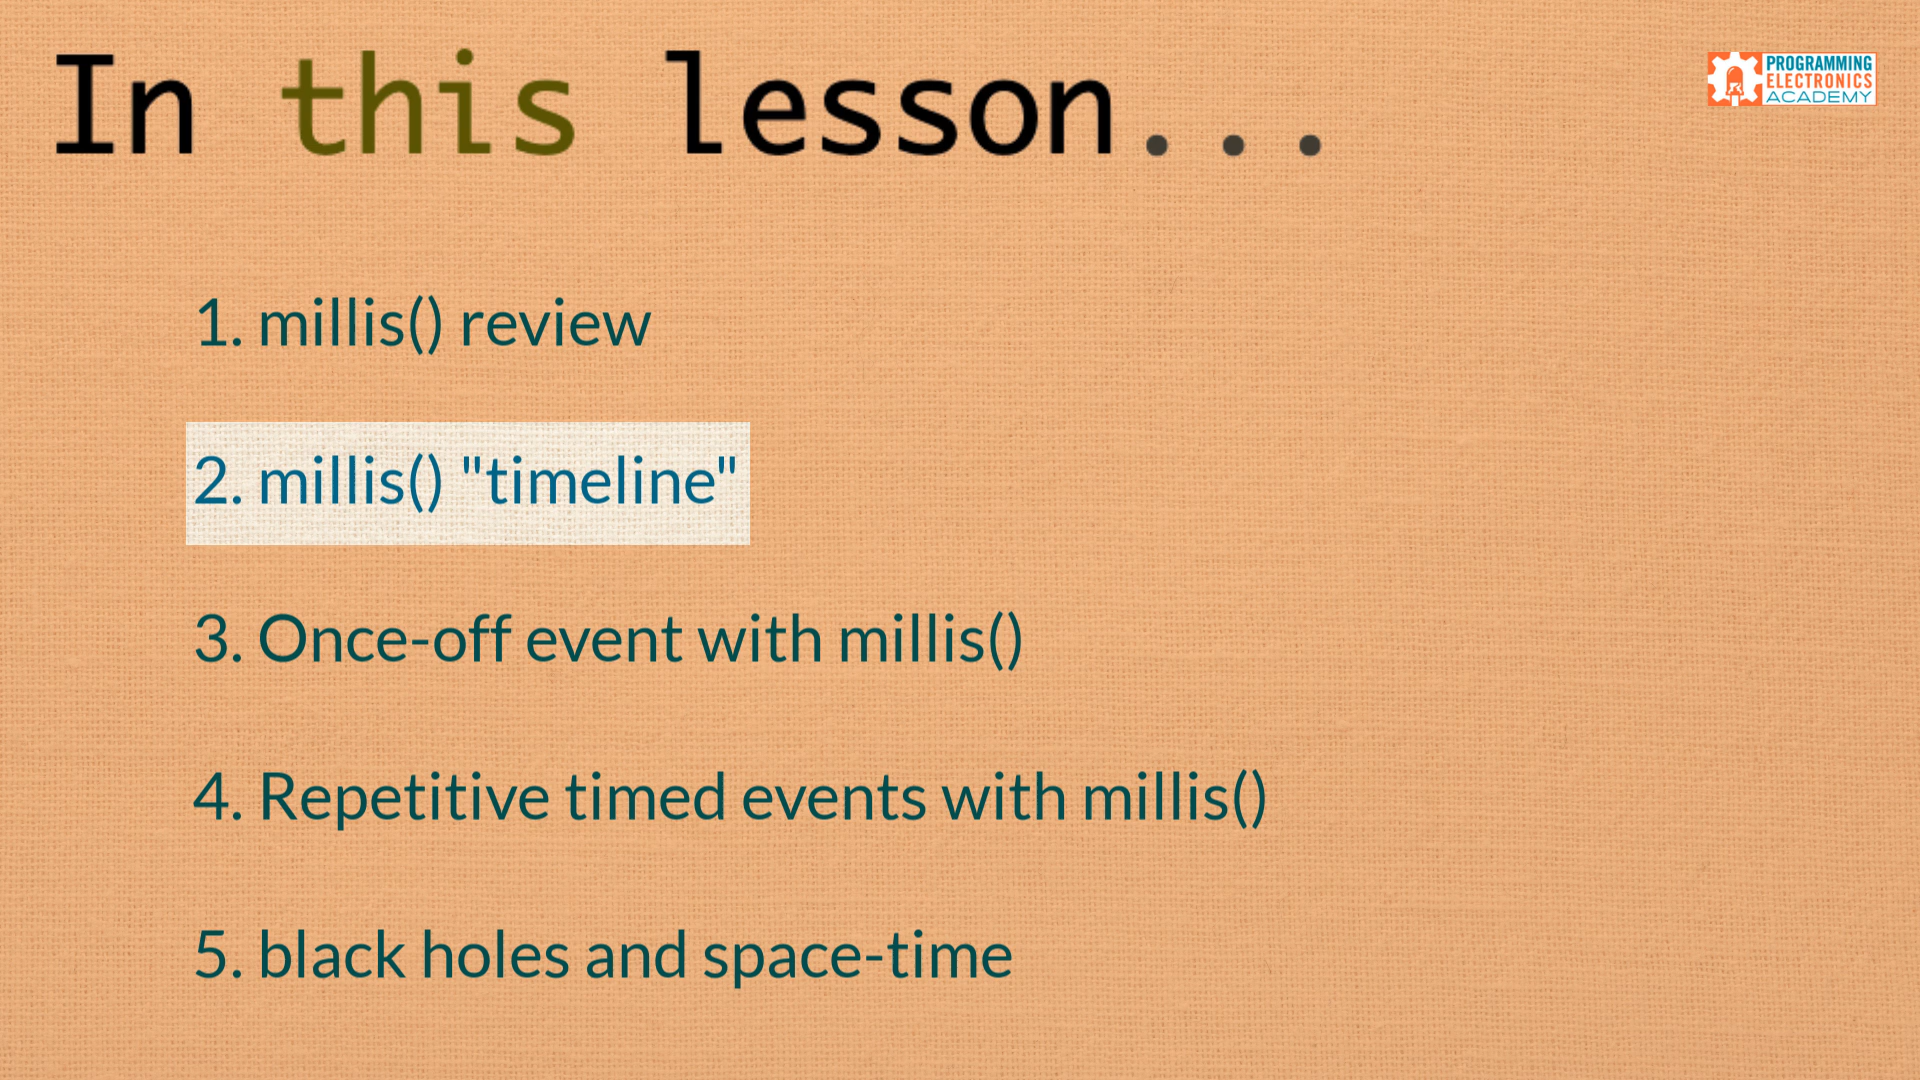 In this lesson...
PROGRAMMING
ELECTRONICS
ACADEMY
1. millis() review
2. millis() "timeline"
3. Once-off event with millis()
4. Repetitive timed events with millis()
5. black holes and space-time